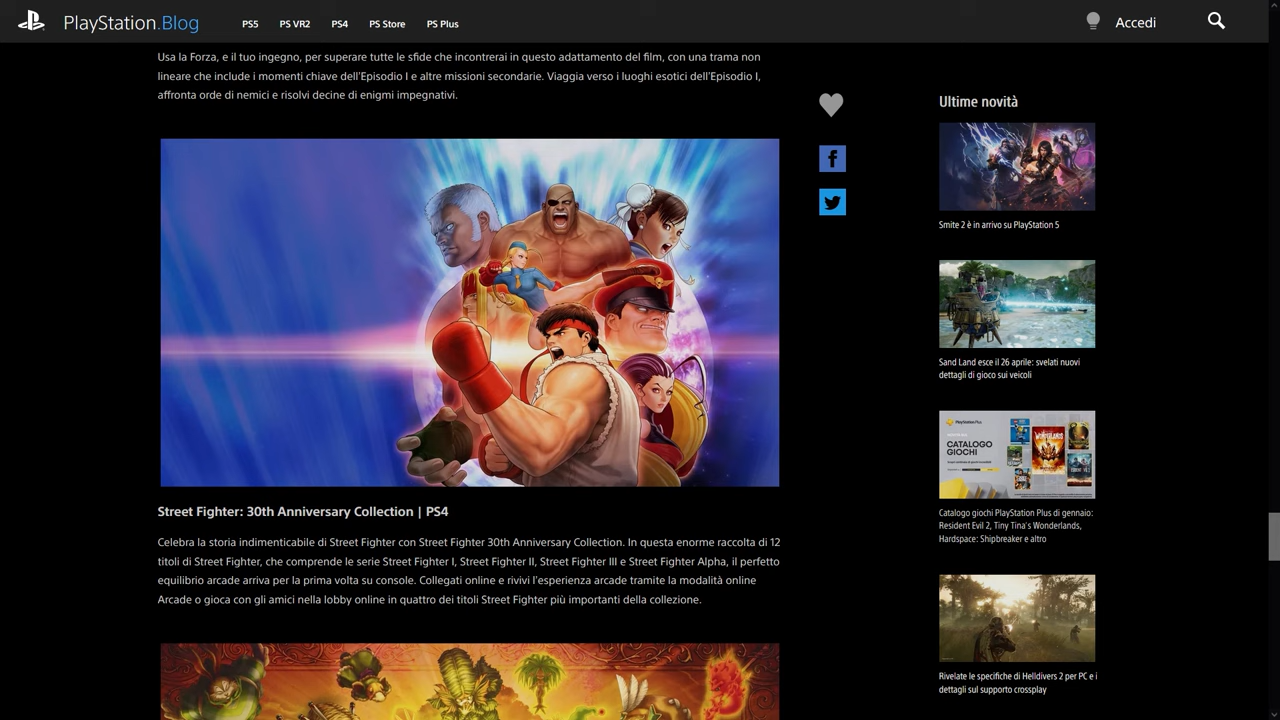 PlayStation.Blog
PS5
PS VR2
PS4
PS Store
PS Plus
Accedi
Usa la Forza, e il tuo ingegno, per superare tutte le sfide che incontrerai in questo adattamento del film, con una trama non
lineare che include i momenti chiave dell'Episodio I e altre missioni secondarie. Viaggia verso i luoghi esotici dell'Episodio I,
affronta orde di nemici e risolvi decine di enigmi impegnativi.
Street Fighter: 30th Anniversary Collection | PS4
Celebra la storia indimenticabile di Street Fighter con Street Fighter 30th Anniversary Collection. In questa enorme raccolta di 12
titoli di Street Fighter, che comprende le serie Street Fighter I, Street Fighter II, Street Fighter III e Street Fighter Alpha, il perfetto
equilibrio arcade arriva per la prima volta su console. Collegati online e rivivi l'esperienza arcade tramite la modalità online
Arcade o gioca con gli amici nella lobby online in quattro dei titoli Street Fighter più importanti della collezione.
Ultime novità
Smite 2 è in arrivo su PlayStation 5
Sand Land esce il 26 aprile: svelati nuovi
dettagli di gioco sui veicoli
PlayStation Plus
CATALOGO
GIOCHI
WONDERLANDS
Catalogo giochi PlayStation Plus di gennaio:
Resident Evil 2, Tiny Tina's Wonderlands,
Hardspace: Shipbreaker e altro
Rivelate le specifiche di Helldivers 2 per PC e i
dettagli sul supporto crossplay